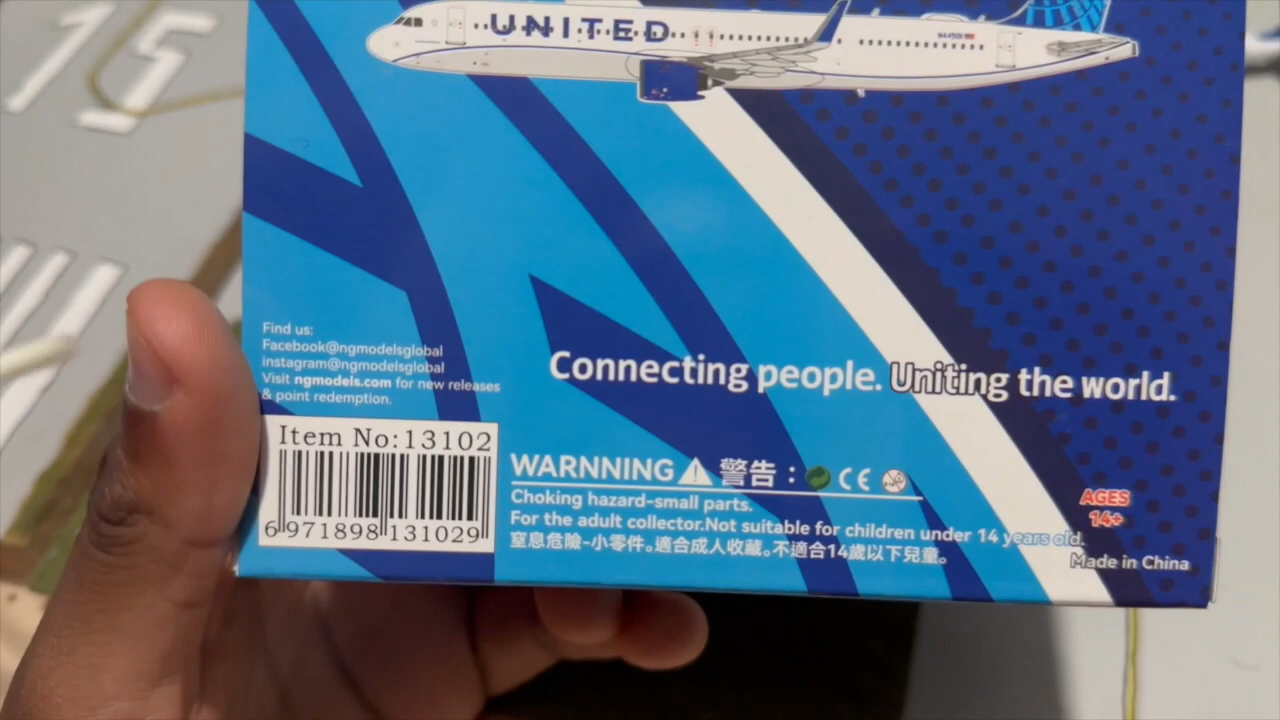 15
UNITED
Find us:
Facebook@ngmodelsglobal
instagram@ngmodelsglobal
Visit ngmodels.com for new releases
& point redemption.
Connecting people. Uniting the world.
Item No:13102
6 971898 131029
WARNNING 警告：CE
Choking hazard-small parts.
For the adult collector.Not suitable for children under 14 years old.
窒息危險-小零件。適合成人收藏。不適合14歲以下兒童。
AGES
14+
Made in China